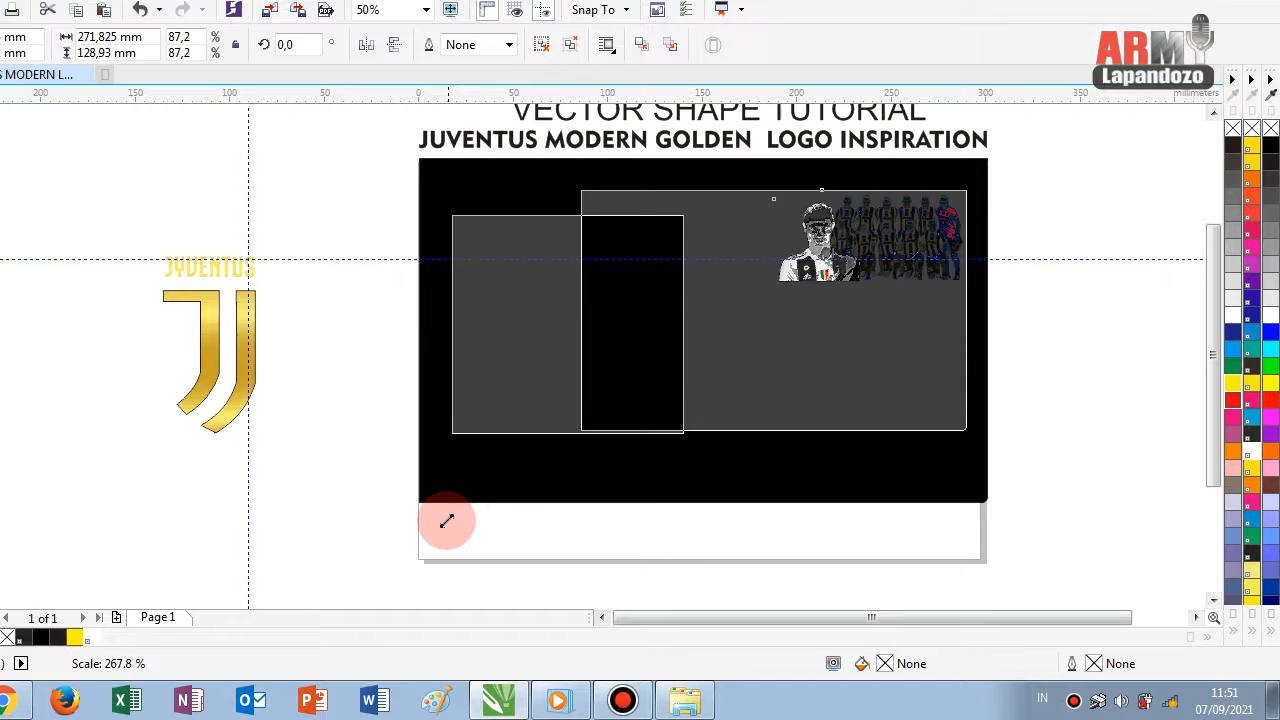 50%
Snap To
mm
271,825 mm
87,2
%
mm
128,93 mm
87,2
%
0,0
°
None
ARM
Lapandozo
S MODERN L...
200
150
100
50
0
50
100
150
200
250
300
350
millimeters
VECTOR SHAPE TUTORIAL
JUVENTUS MODERN GOLDEN LOGO INSPIRATION
JUVENTUS
1 of 1
Page 1
Scale: 267.8 %
None
None
IN
11:51
07/09/2021